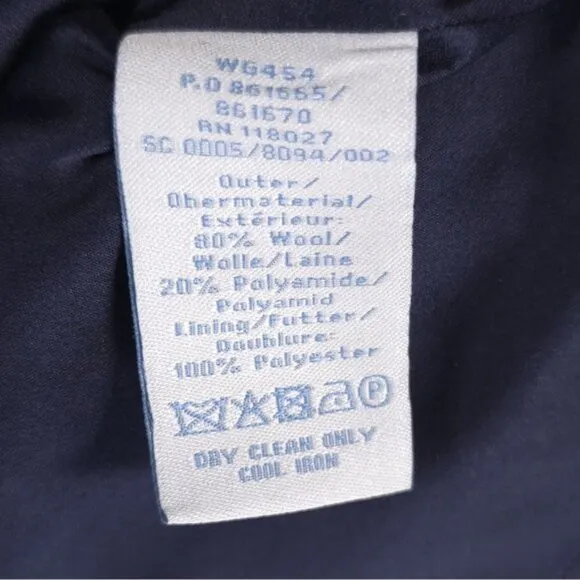 WG454
P.O 861665/
861670
RN 118027
SC 0005/8094/002
Outer/
Obermaterial/
Extérieur:
80% Wool/
Wolle/Laine
20% Polyamide/
Polyamid
Lining/Futter/
Doublure:
100% Polyester
P
DRY CLEAN ONLY
COOL IRON